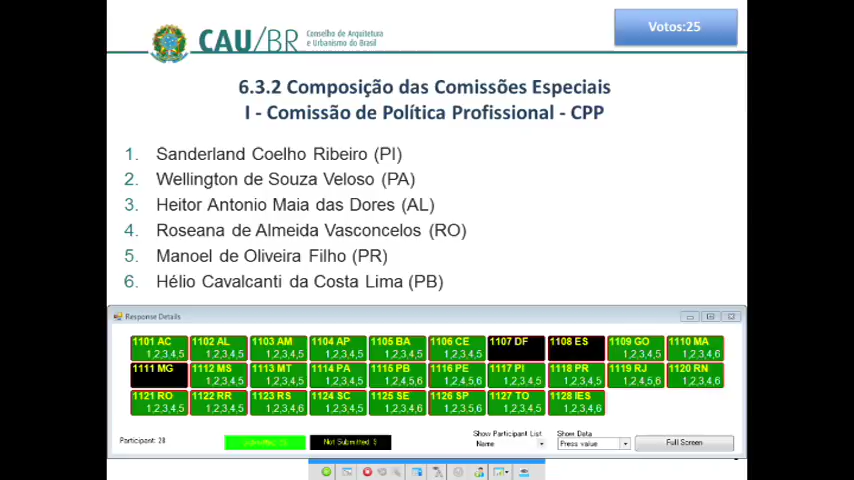 CAU/BR
Conselho de Arquitetura
e Urbanismo do Brasil
Votos:25
6.3.2 Composição das Comissões Especiais
I - Comissão de Política Profissional - CPP
1. Sanderland Coelho Ribeiro (PI)
2. Wellington de Souza Veloso (PA)
3. Heitor Antonio Maia das Dores (AL)
4. Roseana de Almeida Vasconcelos (RO)
5. Manoel de Oliveira Filho (PR)
6. Hélio Cavalcanti da Costa Lima (PB)
Response Details
1101 AC 1102 AL 1103 AM 1104 AP 1105 BA 1106 CE 1107 DF 1108 ES 1109 GO 1110 MA
1,2,3,4,5 1,2,3,4,5 1,2,3,4,5 1,2,3,4,5 1,2,3,4,5 1,2,3,4,5 1,2,3,4,5 1,2,3,4,6
1111 MG 1112 MS 1113 MT 1114 PA 1115 PB 1116 PE 1117 PI 1118 PR 1119 RJ 1120 RN
1,2,3,4,5 1,2,3,4,5 1,2,3,4,5 1,2,4,5,6 1,2,4,5,6 1,2,3,4,5 1,2,3,4,5 1,2,4,5,6 1,2,3,4,6
1121 RO 1122 RR 1123 RS 1124 SC 1125 SE 1126 SP 1127 TO 1128 IES
1,2,3,4,5 1,2,3,4,5 1,2,3,4,6 1,2,3,4,5 1,2,3,4,6 1,2,3,5,6 1,2,3,4,5 1,2,3,4,5
Participant: 28
Not Submitted: 3
Show Participant List
Name
Show Data
Press value
Full Screen